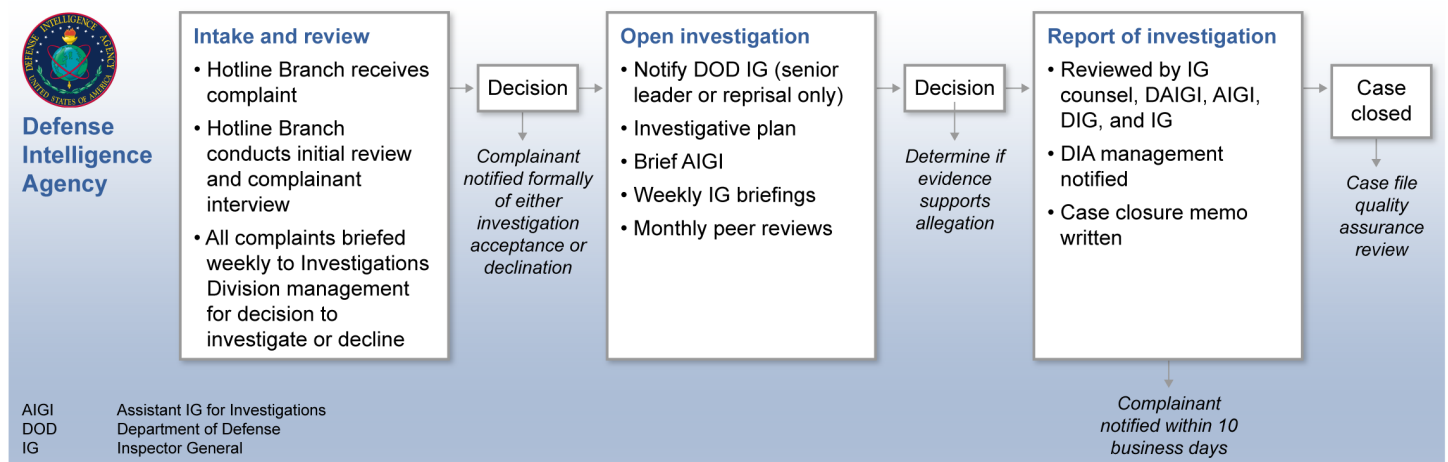 DEFENSE INTELLIGENCE AGENCY
UNITED STATES OF AMERICA
Defense
Intelligence
Agency
Intake and review
• Hotline Branch receives
complaint
• Hotline Branch
conducts initial review
and complainant
interview
• All complaints briefed
weekly to Investigations
Division management
for decision to
investigate or decline
Decision
Complainant
notified formally
of either
investigation
acceptance or
declination
Open investigation
• Notify DOD IG (senior
leader or reprisal only)
• Investigative plan
• Brief AIGI
• Weekly IG briefings
• Monthly peer reviews
Decision
Determine if
evidence
supports
allegation
Report of investigation
• Reviewed by IG
counsel, DAIGI, AIGI,
DIG, and IG
• DIA management
notified
• Case closure memo
written
Complainant
notified within 10
business days
Case
closed
Case file
quality
assurance
review
AIGI Assistant IG for Investigations
DOD Department of Defense
IG Inspector General